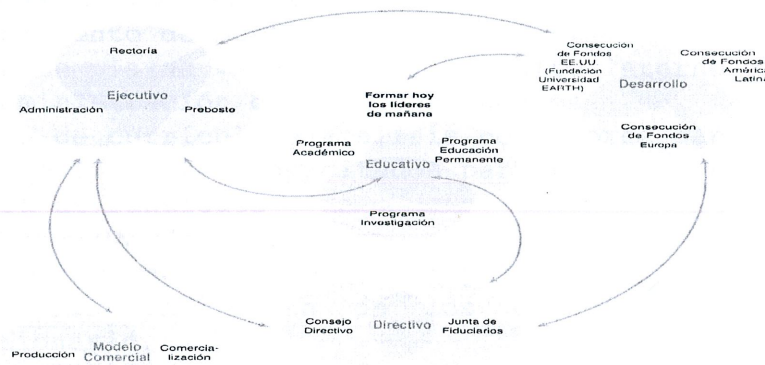 Rectoría
Ejecutivo
Administración
Preboste
Formar hoy
los líderes
de mañana
Programa
Académico
Educativo
Programa
Educación
Permanente
Programa
Investigación
Consecución
de Fondos
EE.UU.
(Fundación
Universidad
EARTH)
Desarrollo
Consecución
de Fondos
América
Latina
Consecución
de Fondos
Europa
Producción
Modelo
Comercial
Comercia-
lización
Consejo
Directivo
Directivo
Junta de
Fiduciarios